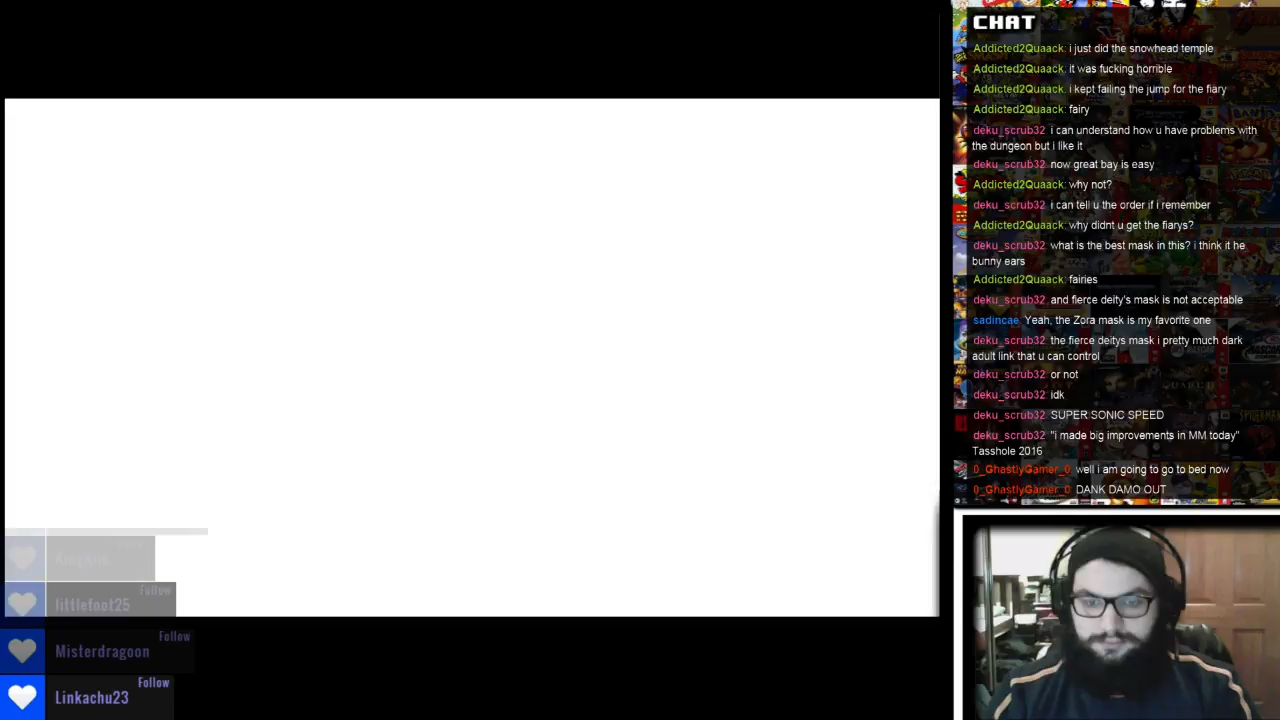 CHAT
Addicted2Quaack: i just did the snowhead temple
Addicted2Quaack: it was fucking horrible
Addicted2Quaack: i kept failing the jump for the fiary
Addicted2Quaack: fairy
deku_scrub32: i can understand how u have problems with
the dungeon but i like it
deku_scrub32: now great bay is easy
Addicted2Quaack: why not?
deku_scrub32: i can tell u the order if i remember
Addicted2Quaack: why didnt u get the fiarys?
deku_scrub32: what is the best mask in this? i think it he
bunny ears
Addicted2Quaack: fairies
deku_scrub32: and fierce deity's mask is not acceptable
sadincae: Yeah, the Zora mask is my favorite one
deku_scrub32: the fierce deitys mask i pretty much dark
adult link that u can control
deku_scrub32: or not
deku_scrub32: idk
deku_scrub32: SUPER SONIC SPEED
deku_scrub32: "i made big improvements in MM today"
Tasshole 2016
0_GhastlyGamer_0: well i am going to go to bed now
0_GhastlyGamer_0: DANK DAMO OUT
Follow
littlefoot25
Follow
Misterdragoon
Follow
Linkachu23